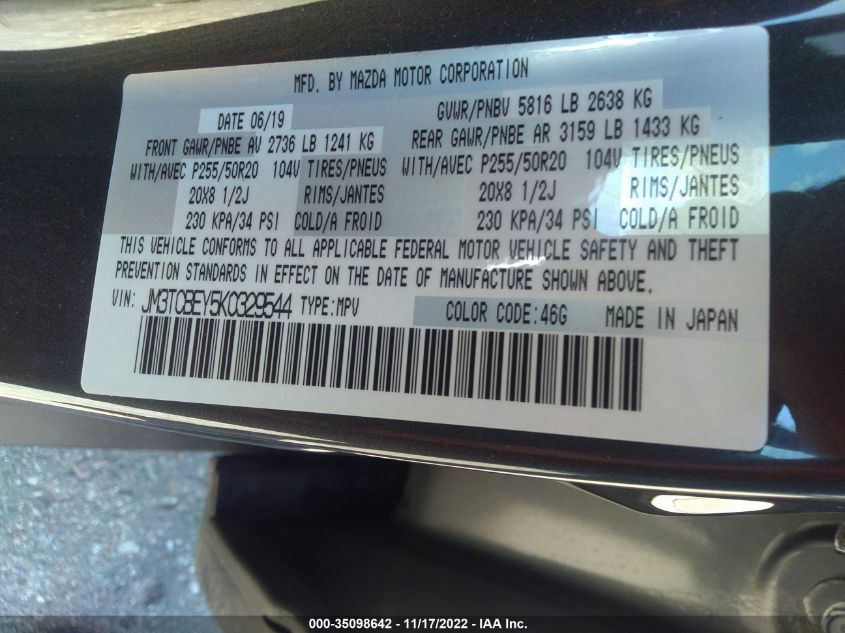 MFD. BY MAZDA MOTOR CORPORATION
DATE 06/19 GVWR/PNBV 5816 LB 2638 KG
FRONT GAWR/PNBE AV 2736 LB 1241 KG REAR GAWR/PNBE AR 3159 LB 1433 KG
WITH/AVEC P255/50R20 104V TIRES/PNEUS WITH/AVEC P255/50R20 104V TIRES/PNEUS
20X8 1/2J RIMS/JANTES 20X8 1/2J RIMS/JANTES
230 KPA/34 PSI COLD/A FROID 230 KPA/34 PSI COLD/A FROID
THIS VEHICLE CONFORMS TO ALL APPLICABLE FEDERAL MOTOR VEHICLE SAFETY AND THEFT
PREVENTION STANDARDS IN EFFECT ON THE DATE OF MANUFACTURE SHOWN ABOVE.
VIN: JM3TCBEY5K0329544 TYPE:MPV COLOR CODE:46G MADE IN JAPAN
000-35098642 - 11/17/2022 - IAA Inc.